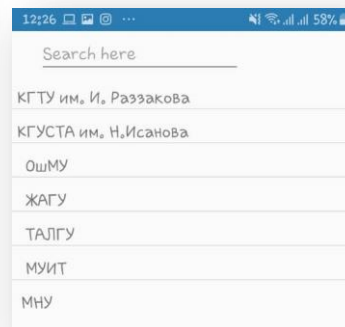 12:26 ... 58%
Search here
КГТУ им. И. Раззакова
КГУСТА им. Н.Исанова
ОшМУ
ЖАГУ
ТАЛГУ
МУИТ
МНУ